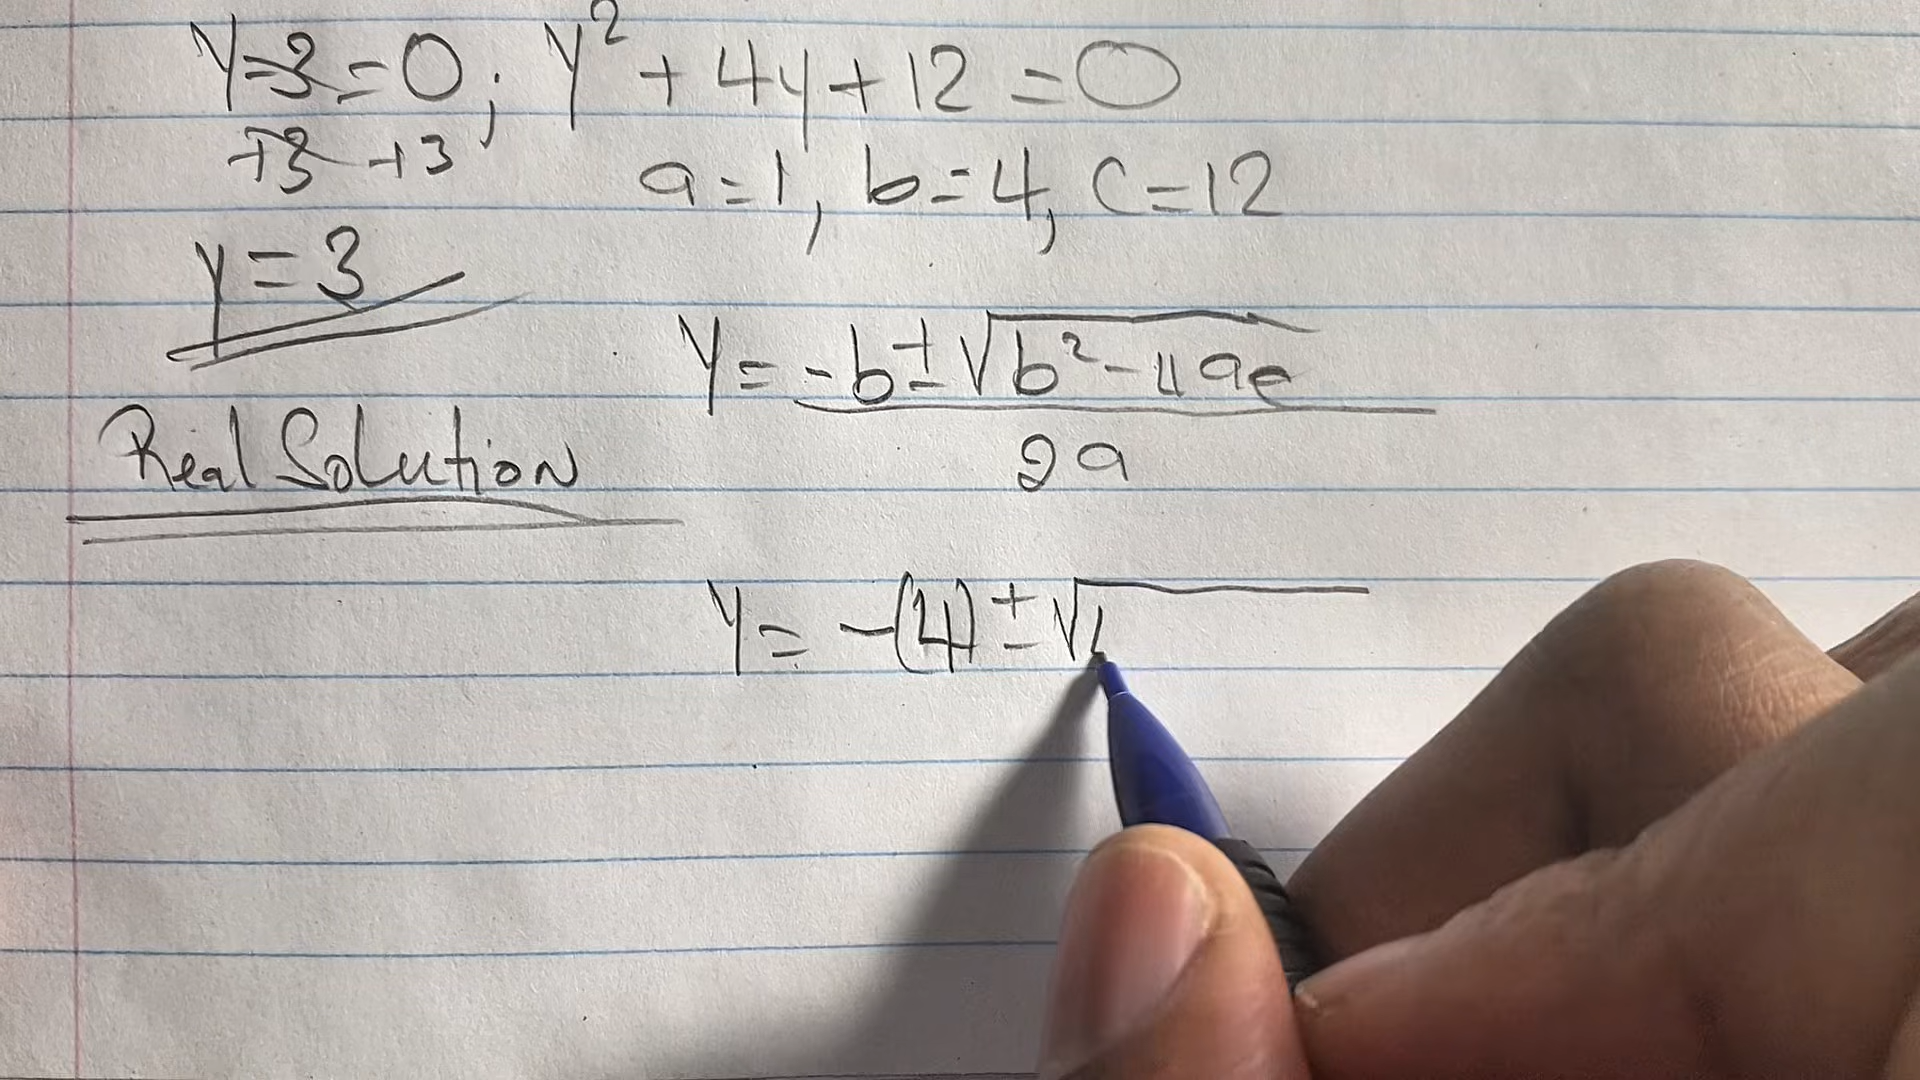 y-3=0; y²+4y+12=0
+3 +3 a=1, b=4, c=12
y=3
y=-b±√b²-4ac
Real Solution
2a
y=-(4)±√